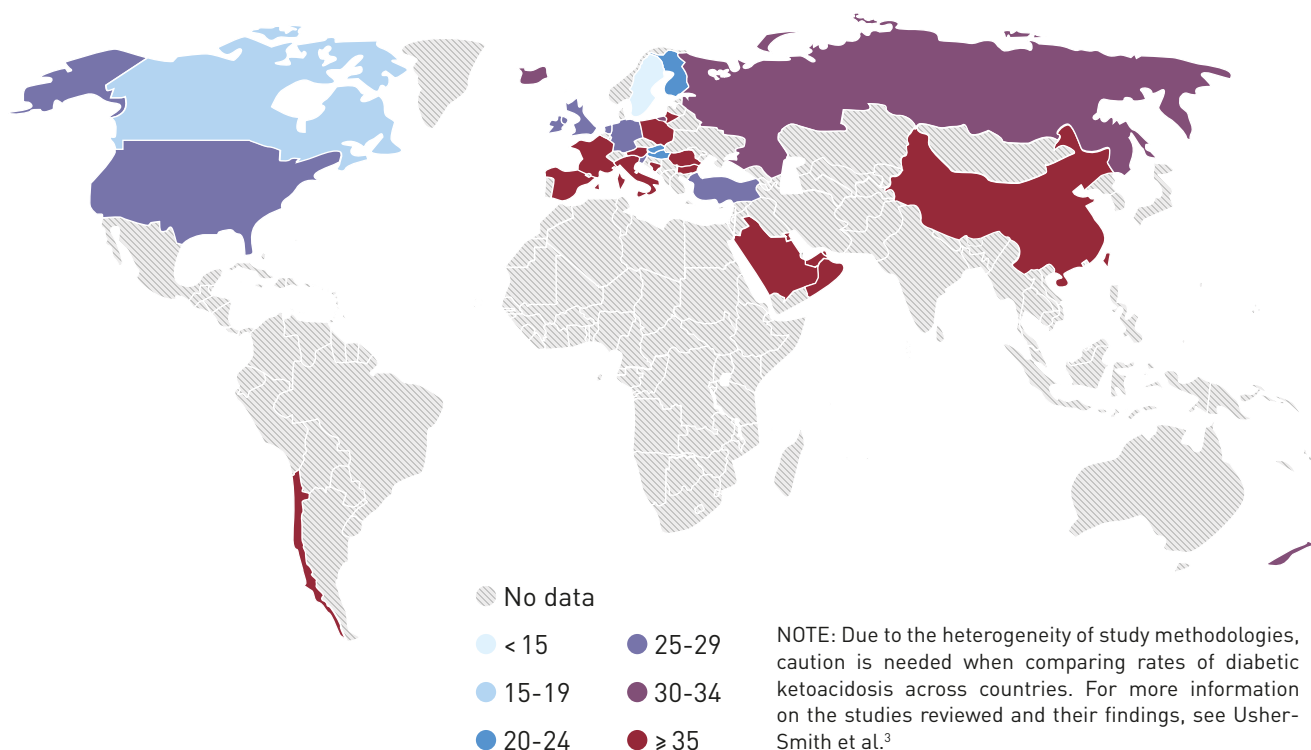 No data
< 15
15-19
20-24
25-29
30-34
⩾ 35
NOTE: Due to the heterogeneity of study methodologies,
caution is needed when comparing rates of diabetic
ketoacidosis across countries. For more information
on the studies reviewed and their findings, see Usher-
Smith et al.³